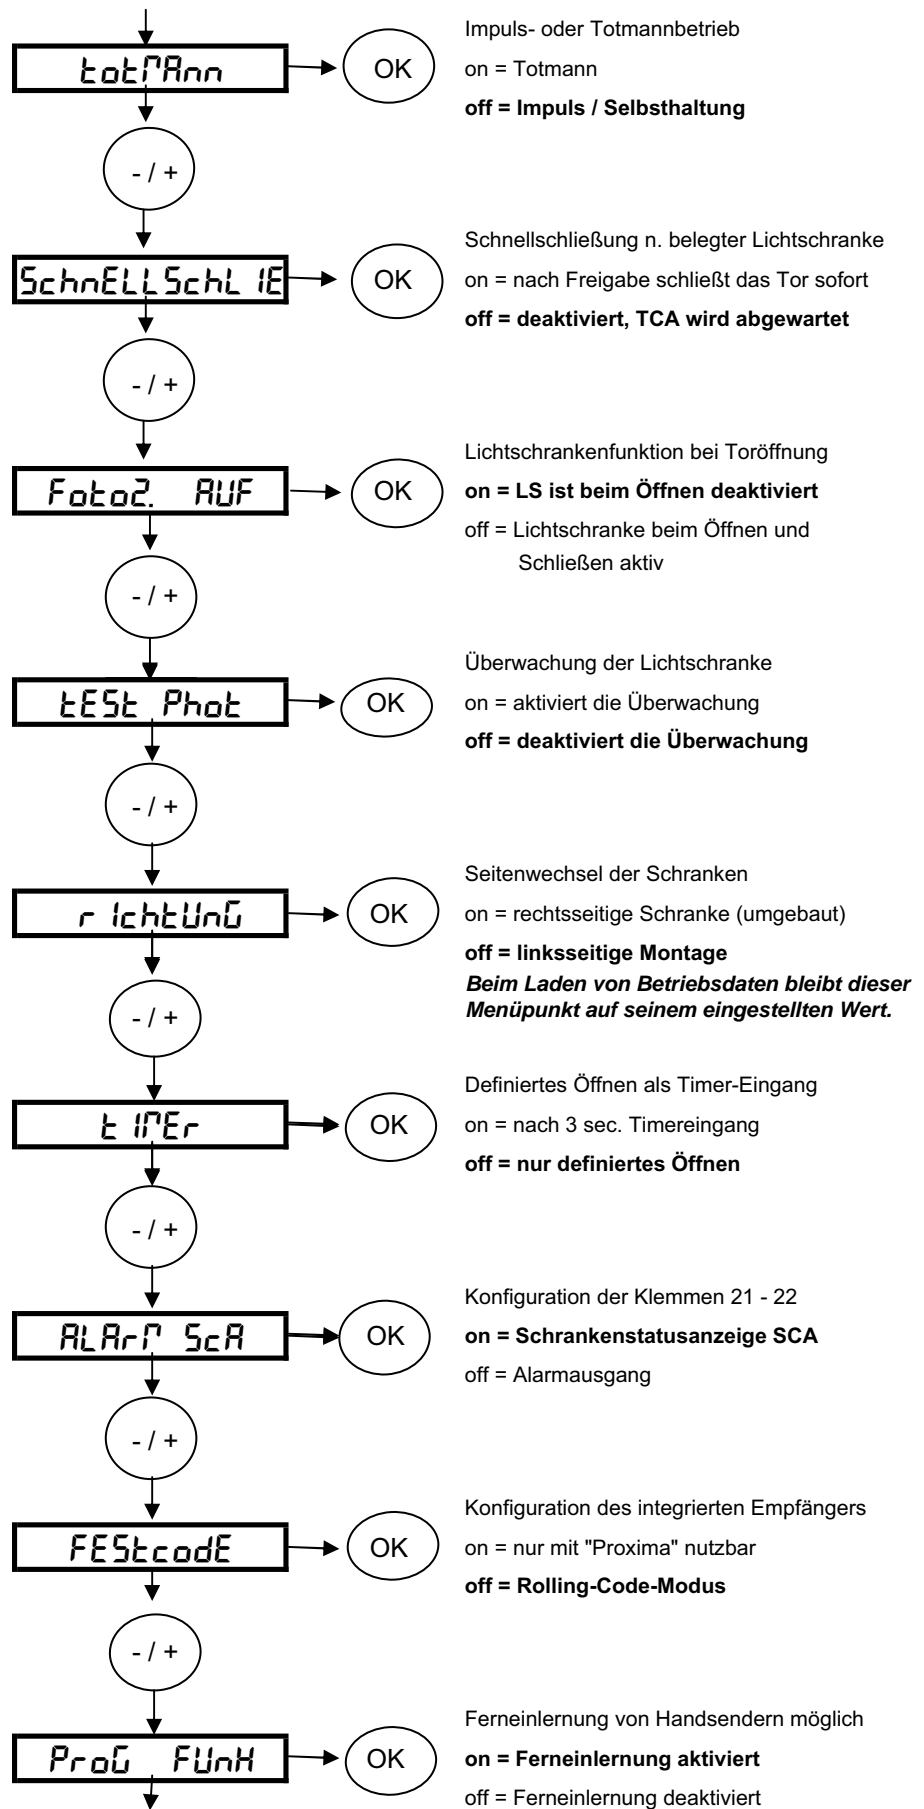 Impuls- oder Totmannbetrieb
totMAnn OK on = Totmann
off = Impuls / Selbsthaltung
- / +
Schnellschließung n. belegter Lichtschranke
SchnELLSchLIE OK on = nach Freigabe schließt das Tor sofort
off = deaktiviert, TCA wird abgewartet
- / +
Lichtschrankenfunktion bei Toröffnung
Foto2. AUF OK on = LS ist beim Öffnen deaktiviert
off = Lichtschranke beim Öffnen und
Schließen aktiv
- / +
Überwachung der Lichtschranke
tESt Phot OK on = aktiviert die Überwachung
off = deaktiviert die Überwachung
- / +
Seitenwechsel der Schranken
rIchtUnG OK on = rechtsseitige Schranke (umgebaut)
off = linksseitige Montage
Beim Laden von Betriebsdaten bleibt dieser
Menüpunkt auf seinem eingestellten Wert.
- / +
Definiertes Öffnen als Timer-Eingang
tIMEr OK on = nach 3 sec. Timereingang
off = nur definiertes Öffnen
- / +
Konfiguration der Klemmen 21 - 22
ALArM ScA OK on = Schrankenstatusanzeige SCA
off = Alarmausgang
- / +
Konfiguration des integrierten Empfängers
FEStcodE OK on = nur mit "Proxima" nutzbar
off = Rolling-Code-Modus
- / +
Ferneinlernung von Handsendern möglich
ProG FUnH OK on = Ferneinlernung aktiviert
off = Ferneinlernung deaktiviert